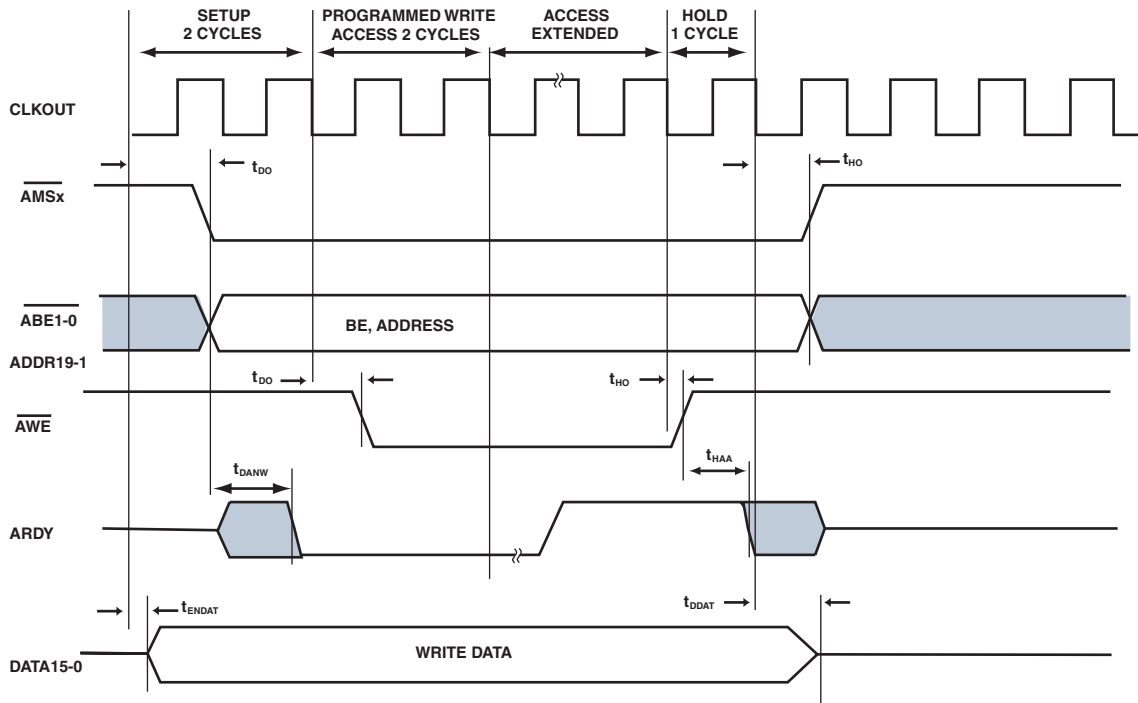 SETUP
2 CYCLES
PROGRAMMED WRITE
ACCESS 2 CYCLES
ACCESS
EXTENDED
HOLD
1 CYCLE
CLKOUT
tDO
tHO
AMSx
ABE1-0
BE, ADDRESS
ADDR19-1
tDO
tHO
AWE
tDANW
tHAA
ARDY
tENDAT
tDDAT
DATA15-0
WRITE DATA